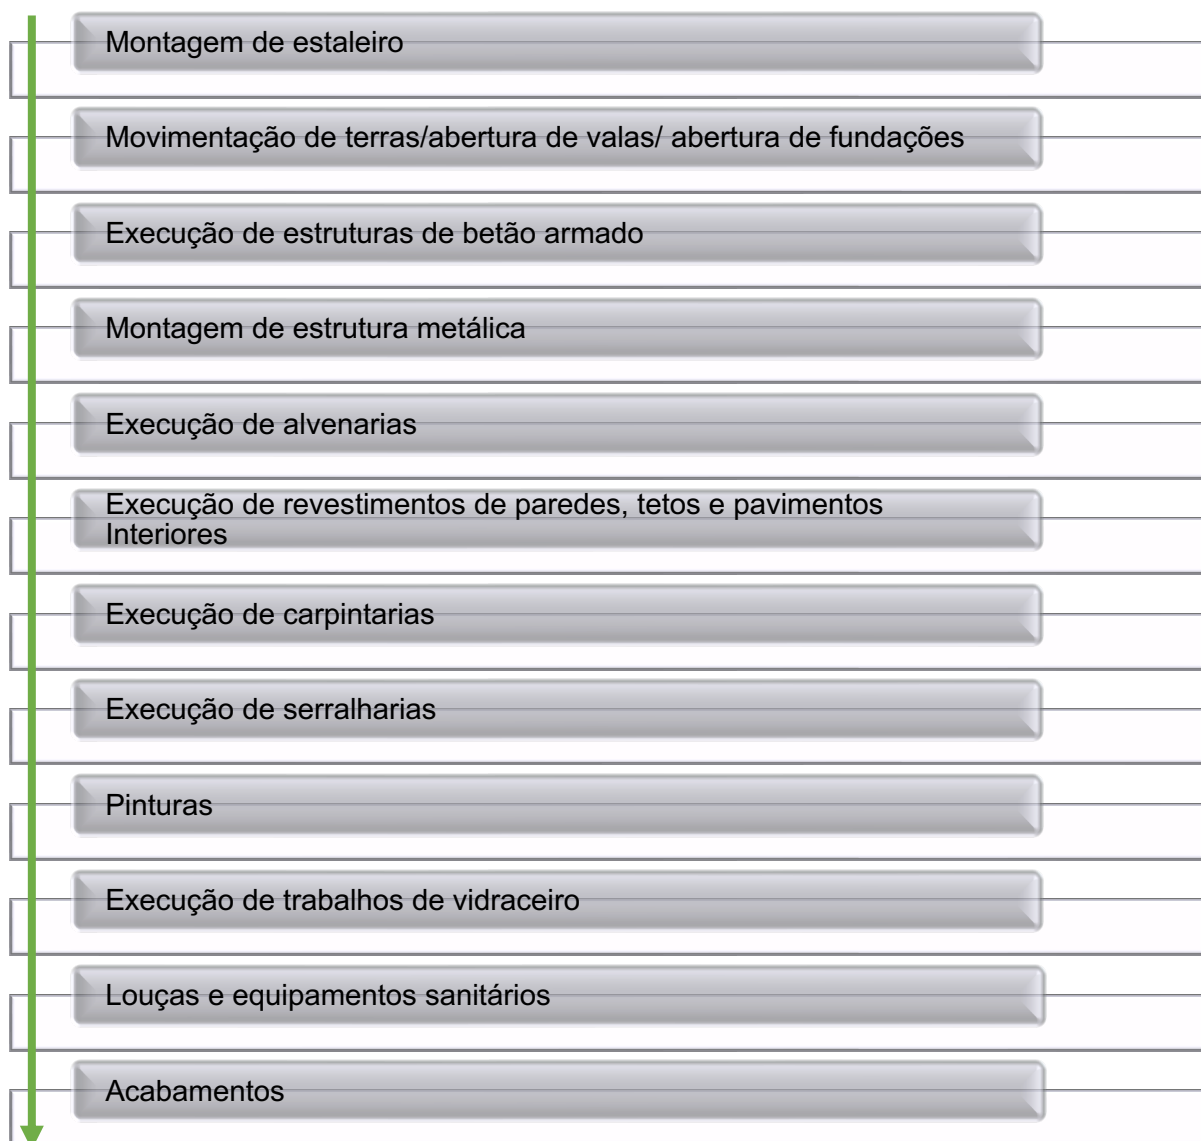 Montagem de estaleiro
Movimentação de terras/abertura de valas/ abertura de fundações
Execução de estruturas de betão armado
Montagem de estrutura metálica
Execução de alvenarias
Execução de revestimentos de paredes, tetos e pavimentos
Interiores
Execução de carpintarias
Execução de serralharias
Pinturas
Execução de trabalhos de vidraceiro
Louças e equipamentos sanitários
Acabamentos